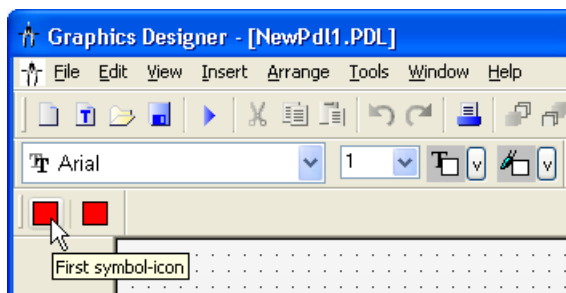 Graphics Designer - [NewPdl1.PDL]
File Edit View Insert Arrange Tools Window Help
Arial 1
First symbol-icon